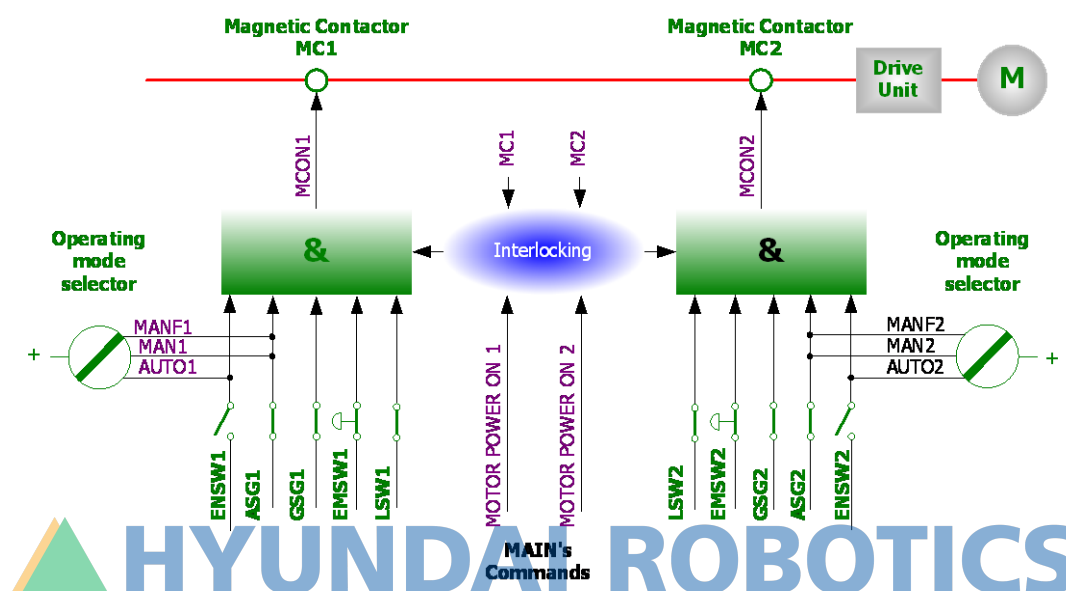 Magnetic Contactor
MC1
Magnetic Contactor
MC2
Drive
Unit
M
MCON1
MC1
MC2
MCON2
Operating
mode
selector
&
Interlocking
&
Operating
mode
selector
MANF1
MAN1
AUTO1
+
MANF2
MAN2
AUTO2
+
ENSW1
ASG1
GSG1
EMSW1
LSW1
MOTOR POWER ON 1
MOTOR POWER ON 2
LSW2
EMSW2
GSG2
ASG2
ENSW2
MAIN's
Commands
HYUNDAI ROBOTICS